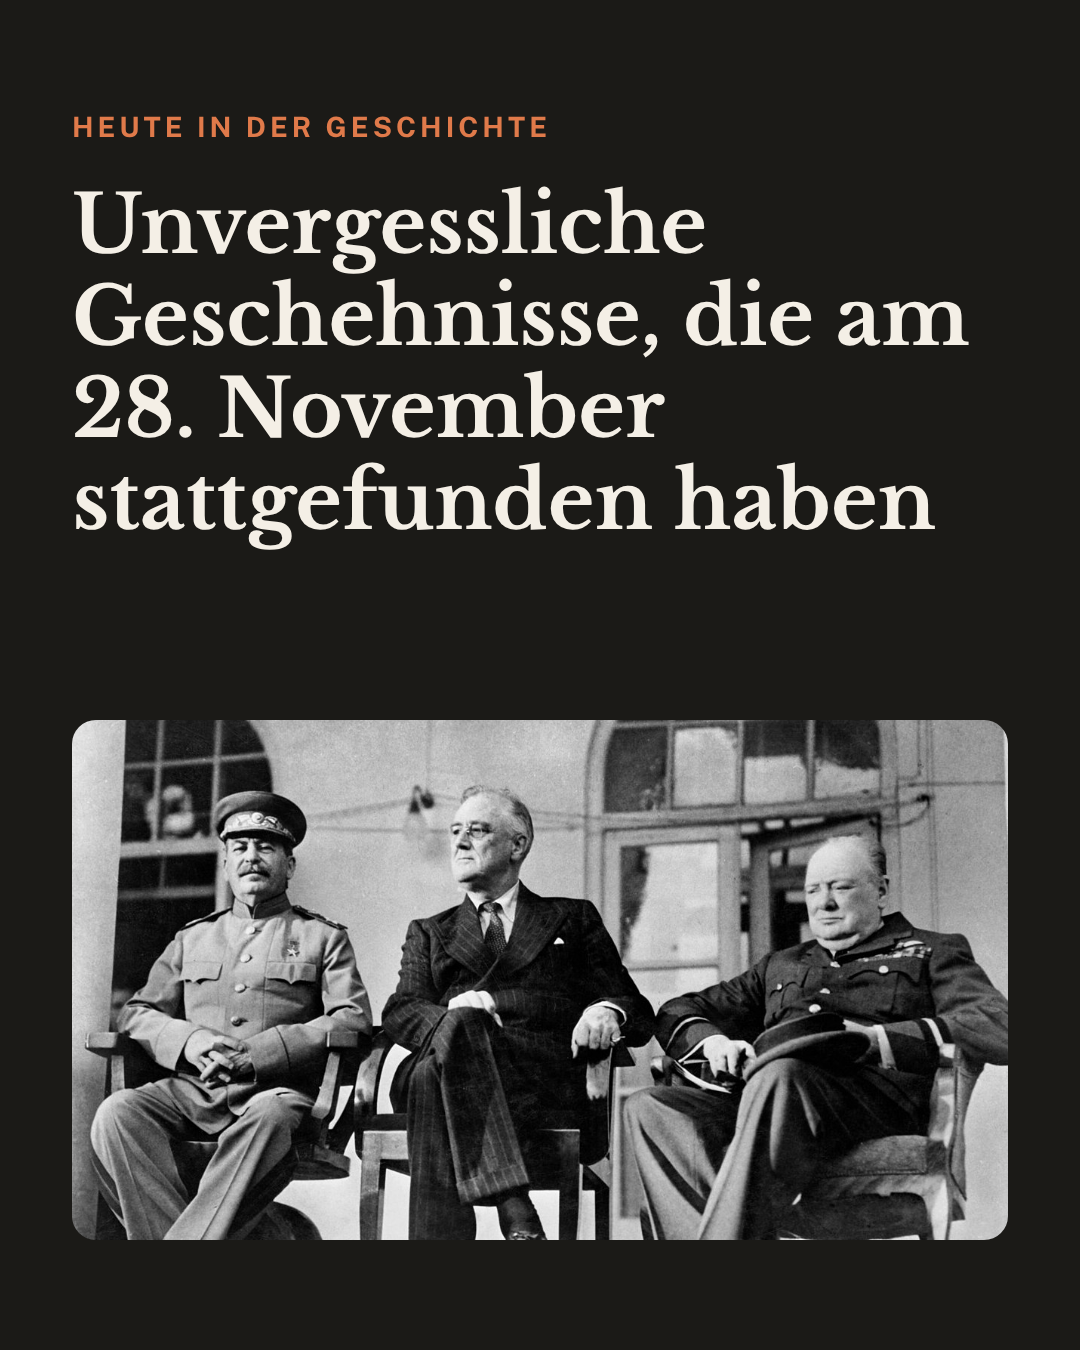 HEUTE IN DER GESCHICHTE
Unvergessliche
Geschehnisse, die am
28. November
stattgefunden haben